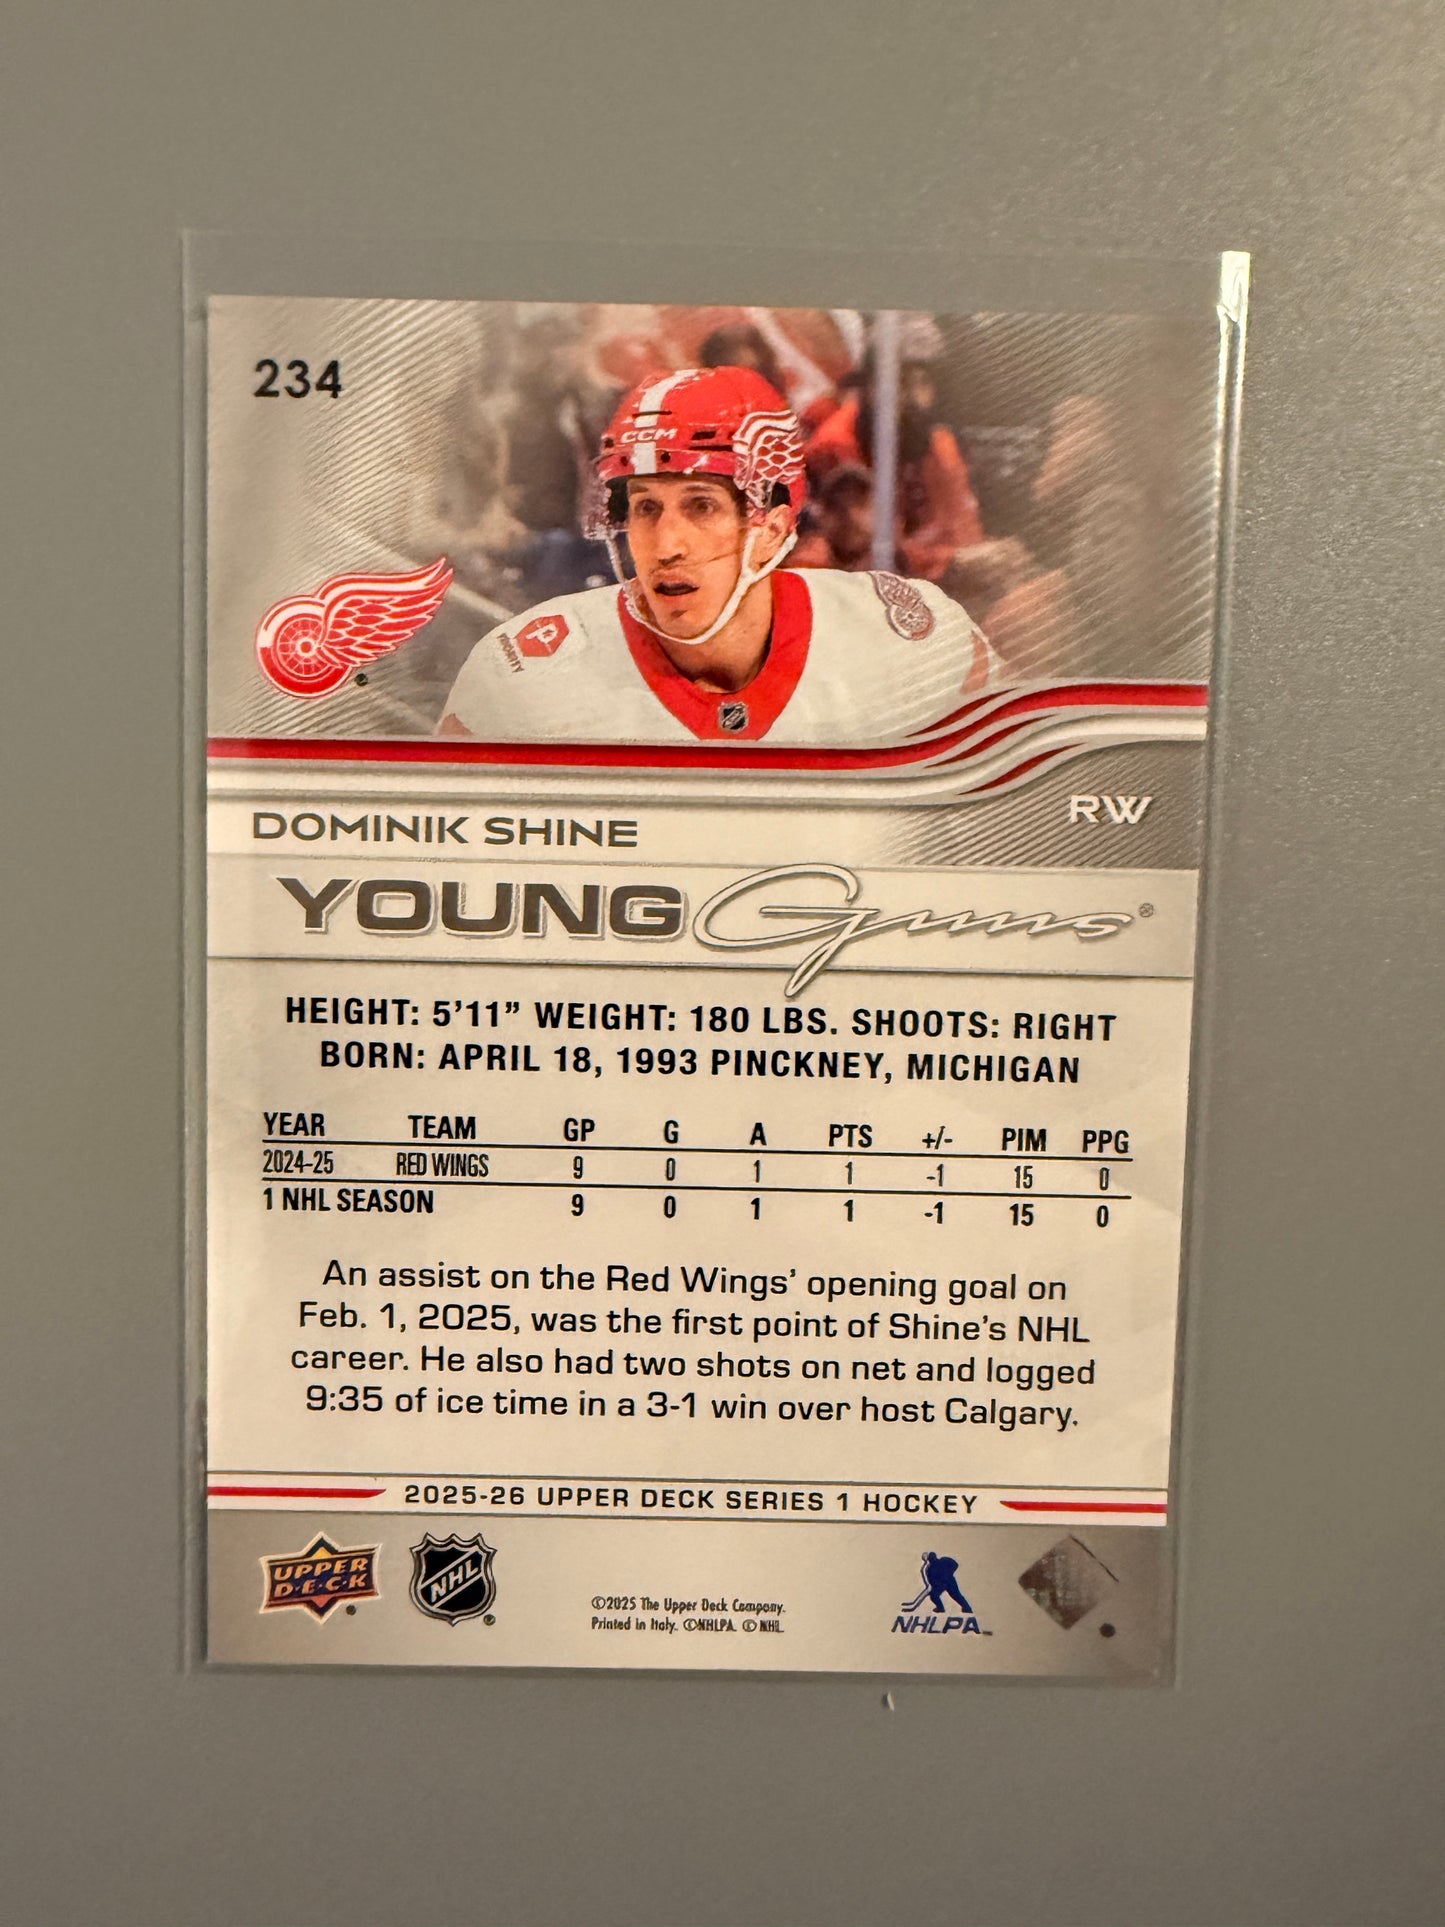 234
CCM
PRIORITY
RW
DOMINIK SHINE
YOUNG Guns®
HEIGHT: 5’11” WEIGHT: 180 LBS. SHOOTS: RIGHT
BORN: APRIL 18, 1993 PINCKNEY, MICHIGAN
YEAR TEAM GP G A PTS +/- PIM PPG
2024-25 RED WINGS 9 0 1 1 -1 15 0
1 NHL SEASON 9 0 1 1 -1 15 0
An assist on the Red Wings’ opening goal on
Feb. 1, 2025, was the first point of Shine’s NHL
career. He also had two shots on net and logged
9:35 of ice time in a 3-1 win over host Calgary.
2025-26 UPPER DECK SERIES 1 HOCKEY
UPPER
D·E·C·K
NHL
©2025 The Upper Deck Company.
Printed in Italy. ©NHLPA. © NHL
NHLPA™